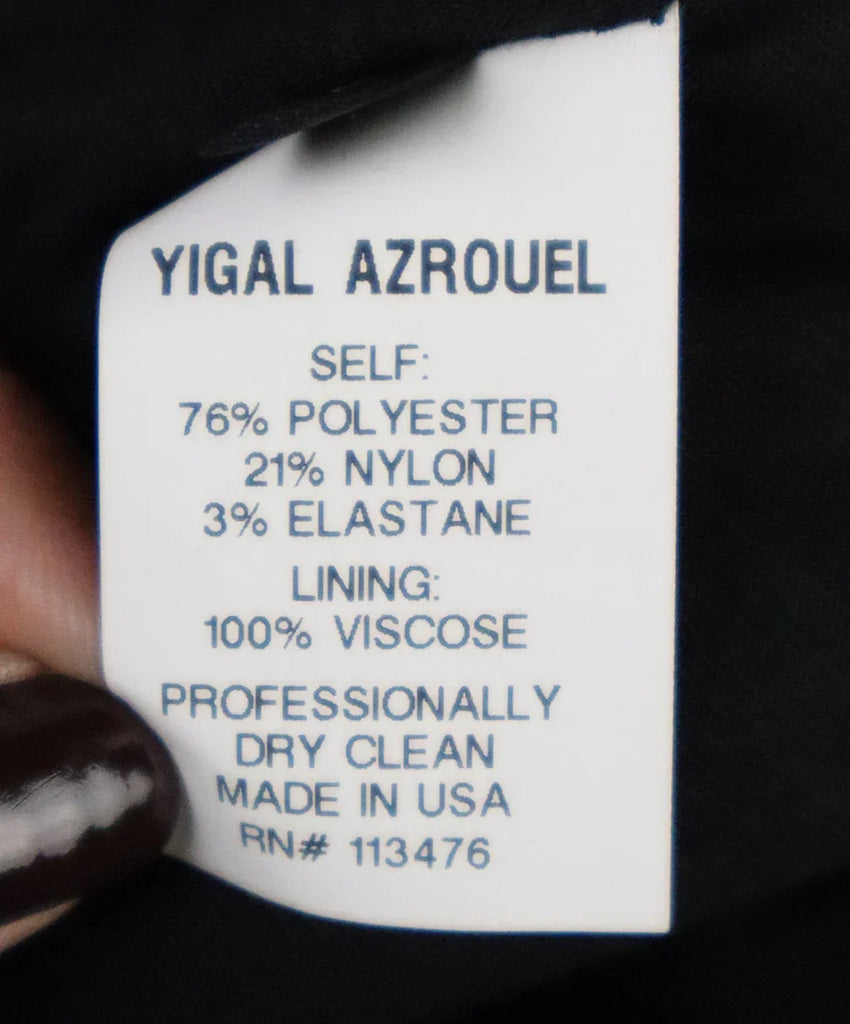 YIGAL AZROUEL
SELF:
76% POLYESTER
21% NYLON
3% ELASTANE
LINING:
100% VISCOSE
PROFESSIONALLY
DRY CLEAN
MADE IN USA
RN# 113476